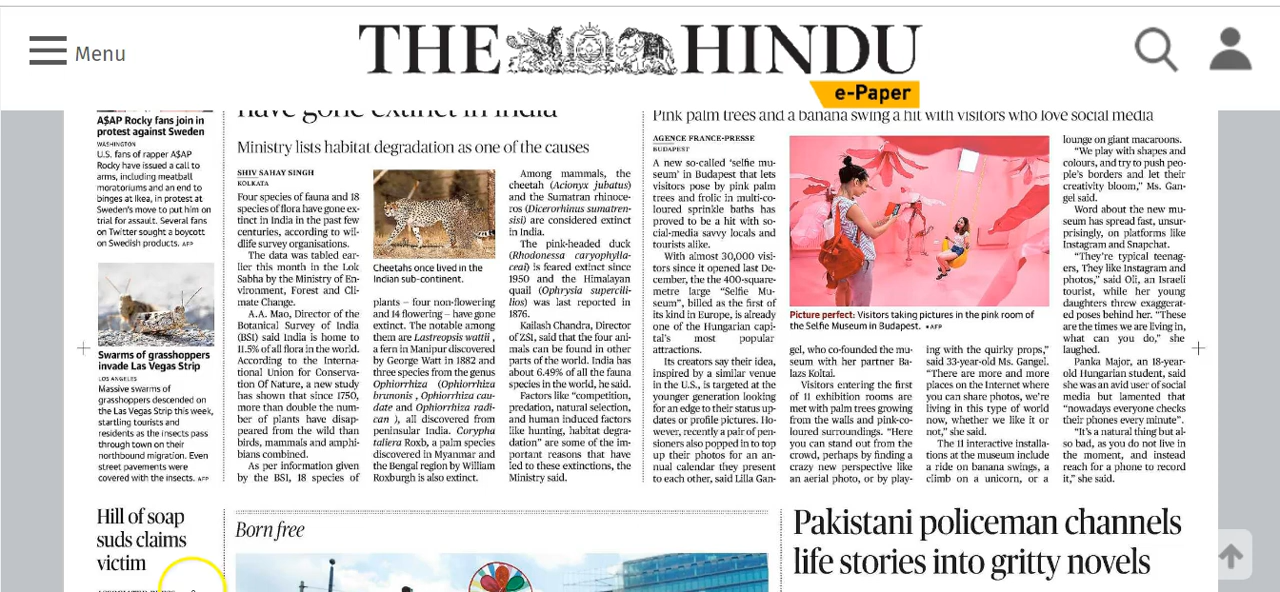 Menu
THE HINDU
e-Paper
A$AP Rocky fans join in
protest against Sweden
WASHINGTON
U.S. fans of rapper A$AP
Rocky have issued a call to
arms, including meatball
moratoriums and an end to
binges at Ikea, in protest at
Sweden's move to put him on
trial for assault. Several fans
on Twitter sought a boycott
on Swedish products. AFP
Swarms of grasshoppers
invade Las Vegas Strip
LOS ANGELES
Massive swarms of
grasshoppers descended on
the Las Vegas Strip this week,
startling tourists and
residents as the insects pass
through town on their
northbound migration. Even
street pavements were
covered with the insects. AFP
have gone extinct in India
Ministry lists habitat degradation as one of the causes
SHIV SAHAY SINGH
KOLKATA
Four species of fauna and 18
species of flora have gone ex-
tinct in India in the past few
centuries, according to wil-
dlife survey organisations.
The data was tabled ear-
lier this month in the Lok
Sabha by the Ministry of En-
vironment, Forest and Cli-
mate Change.
A.A. Mao, Director of the
Botanical Survey of India
(BSI) said India is home to
11.5% of all flora in the world.
According to the Interna-
tional Union for Conserva-
tion Of Nature, a new study
has shown that since 1750,
more than double the num-
ber of plants have disap-
peared from the wild than
birds, mammals and amphi-
bians combined.
As per information given
by the BSI, 18 species of
Cheetahs once lived in the
Indian sub-continent.
plants – four non-flowering
and 14 flowering – have gone
extinct. The notable among
them are Lastreopsis wattii ,
a fern in Manipur discovered
by George Watt in 1882 and
three species from the genus
Ophiorrhiza (Ophiorrhiza
brunonis , Ophiorrhiza cau-
date and Ophiorrhiza radi-
can ), all discovered from
peninsular India. Corypha
taliera Roxb, a palm species
discovered in Myanmar and
the Bengal region by William
Roxburgh is also extinct.
Among mammals, the
cheetah (Acionyx jubatus)
and the Sumatran rhinoce-
ros (Dicerorhinus sumatren-
sisi) are considered extinct
in India.
The pink-headed duck
(Rhodonessa caryophylla-
ceai) is feared extinct since
1950 and the Himalayan
quail (Ophrysia supercili-
lios) was last reported in
1876.
Kailash Chandra, Director
of ZSI, said that the four ani-
mals can be found in other
parts of the world. India has
about 6.49% of all the fauna
species in the world, he said.
Factors like “competition,
predation, natural selection,
and human induced factors
like hunting, habitat degra-
dation” are some of the im-
portant reasons that have
led to these extinctions, the
Ministry said.
Pink palm trees and a banana swing a hit with visitors who love social media
AGENCE FRANCE-PRESSE
BUDAPEST
A new so-called ‘selfie mu-
seum’ in Budapest that lets
visitors pose by pink palm
trees and frolic in multi-co-
loured sprinkle baths has
proved to be a hit with so-
cial-media savvy locals and
tourists alike.
With almost 30,000 visi-
tors since it opened last De-
cember, the the 400-square-
metre large “Selfie Mu-
seum”, billed as the first of
its kind in Europe, is already
one of the Hungarian capi-
tal's most popular
attractions.
Its creators say their idea,
inspired by a similar venue
in the U.S., is targeted at the
younger generation looking
for an edge to their status up-
dates or profile pictures. Ho-
wever, recently a pair of pen-
sioners also popped in to top
up their photos for an an-
nual calendar they present
to each other, said Lilla Gan-
Picture perfect: Visitors taking pictures in the pink room of
the Selfie Museum in Budapest. •AFP
gel, who co-founded the mu-
seum with her partner Ba-
lazs Koltai.
Visitors entering the first
of 11 exhibition rooms are
met with palm trees growing
from the walls and pink-co-
loured surroundings. “Here
you can stand out from the
crowd, perhaps by finding a
crazy new perspective like
an aerial photo, or by play-
ing with the quirky props,”
said 33-year-old Ms. Gangel.
“There are more and more
places on the Internet where
you can share photos, we're
living in this type of world
now, whether we like it or
not,” she said.
The 11 interactive installa-
tions at the museum include
a ride on banana swings, a
climb on a unicorn, or a
lounge on giant macaroons.
“We play with shapes and
colours, and try to push peo-
ple's borders and let their
creativity bloom,” Ms. Gan-
gel said.
Word about the new mu-
seum has spread fast, unsur-
prisingly, on platforms like
Instagram and Snapchat.
“They're typical teenag-
ers, They like Instagram and
photos,” said Oli, an Israeli
tourist, while her young
daughters threw exaggerat-
ed poses behind her. “These
are the times we are living in,
what can you do,” she
laughed.
Panka Major, an 18-year-
old Hungarian student, said
she was an avid user of social
media but lamented that
“nowadays everyone checks
their phones every minute”.
“It's a natural thing but al-
so bad, as you do not live in
the moment, and instead
reach for a phone to record
it,” she said.
Hill of soap
suds claims
victim
Born free
Pakistani policeman channels
life stories into gritty novels